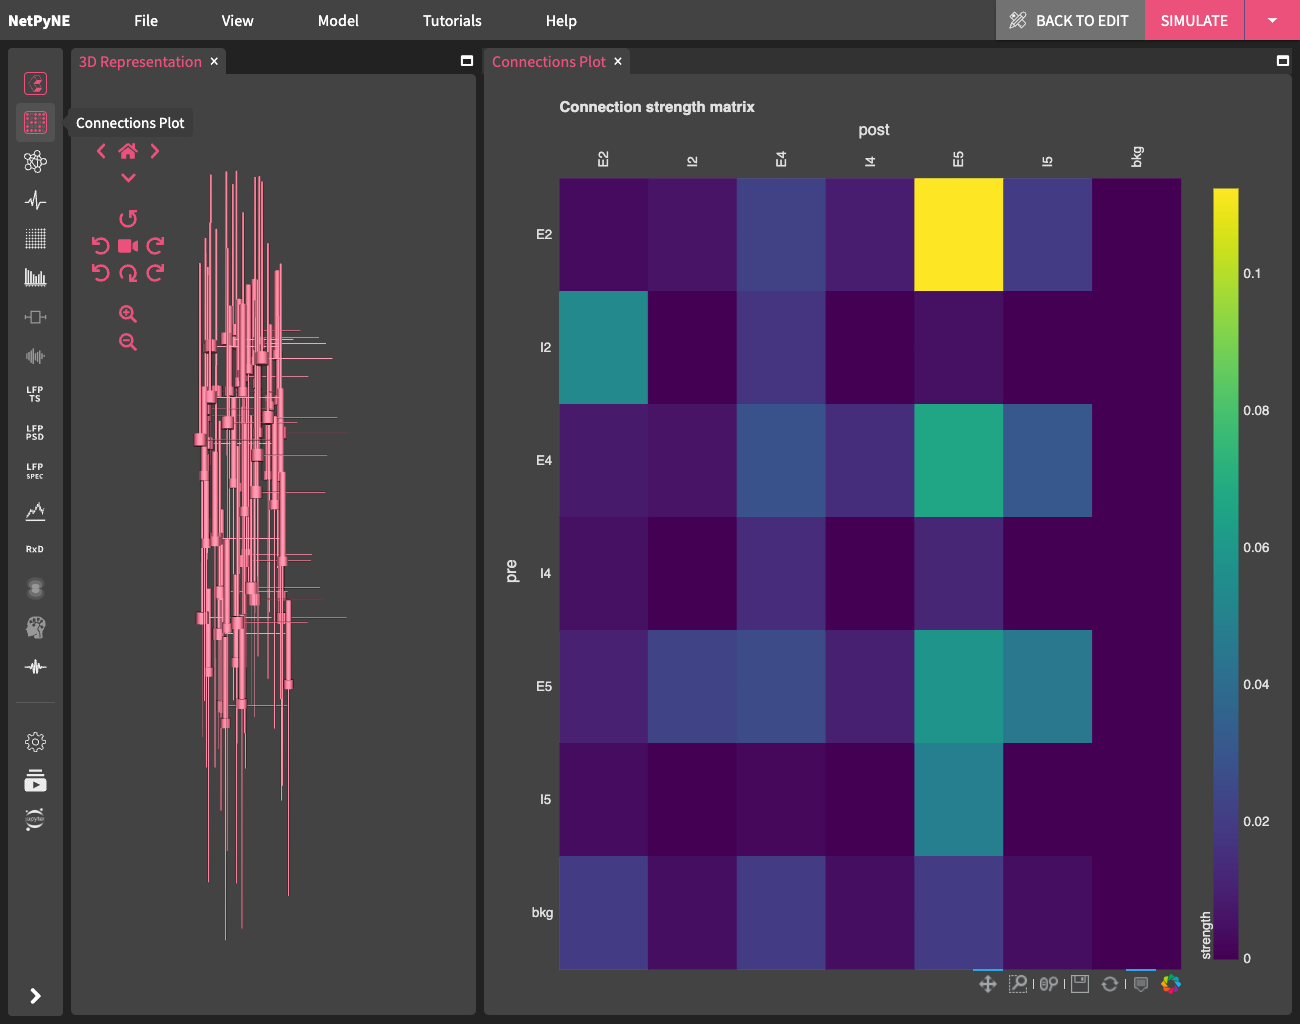 NetPyNE File View Model Tutorials Help BACK TO EDIT SIMULATE
3D Representation ×
Connections Plot ×
Connections Plot
LFP
TS
LFP
PSD
LFP
SPEC
RxD
jupyter
Connection strength matrix
post
E2 I2 E4 I4 E5 I5 bkg
pre
E2
I2
E4
I4
E5
I5
bkg
0.1
0.08
0.06
0.04
0.02
0
strength